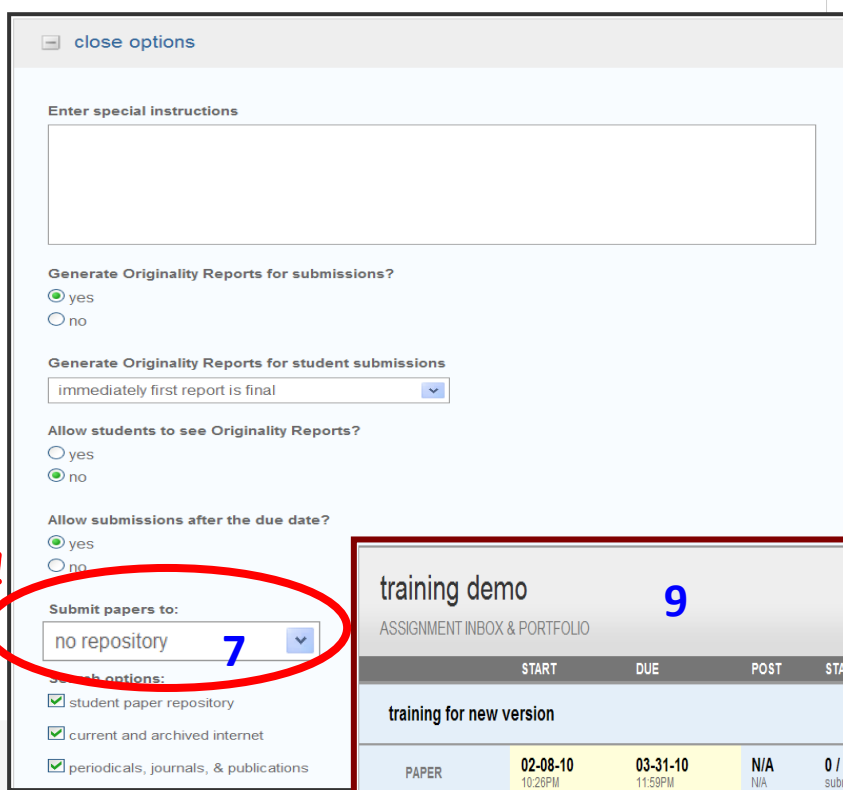 close options
Enter special instructions
Generate Originality Reports for submissions?
yes
no
Generate Originality Reports for student submissions
immediately first report is final
Allow students to see Originality Reports?
yes
no
Allow submissions after the due date?
yes
no
!
Submit papers to:
no repository 7
Search options:
student paper repository
current and archived internet
periodicals, journals, & publications
training demo 9
ASSIGNMENT INBOX & PORTFOLIO
START DUE POST
training for new version
PAPER 02-08-10 03-31-10 N/A 0 /
10:26PM 11:59PM N/A